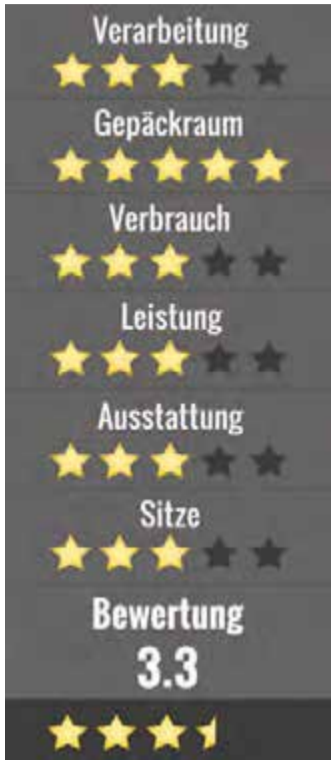 Verarbeitung
Gepäckraum
Verbrauch
Leistung
Ausstattung
Sitze
Bewertung
3.3